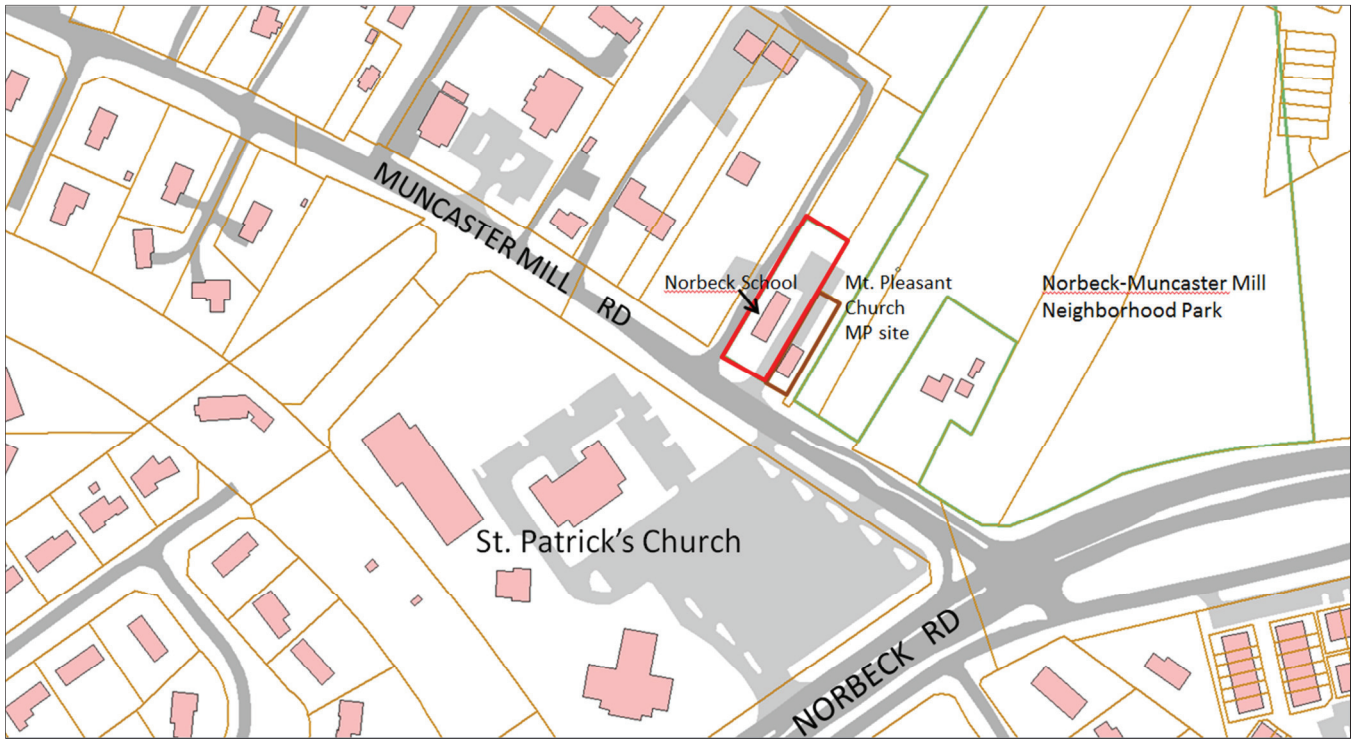 MUNCASTER MILL RD
Norbeck School
Mt. Pleasant
Church
MP site
Norbeck-Muncaster Mill
Neighborhood Park
St. Patrick's Church
NORBECK RD